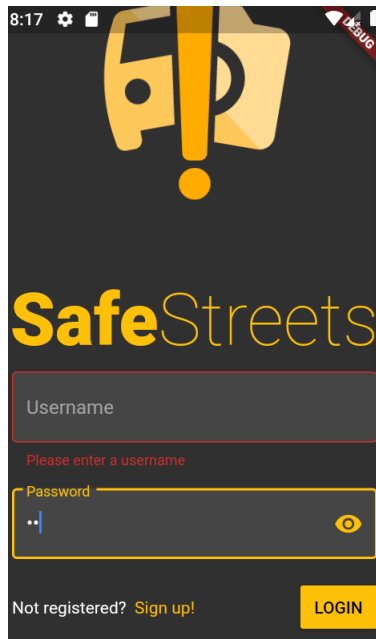 8:17
DEBUG
SafeStreets
Username
Please enter a username
Password
Not registered? Sign up!
LOGIN